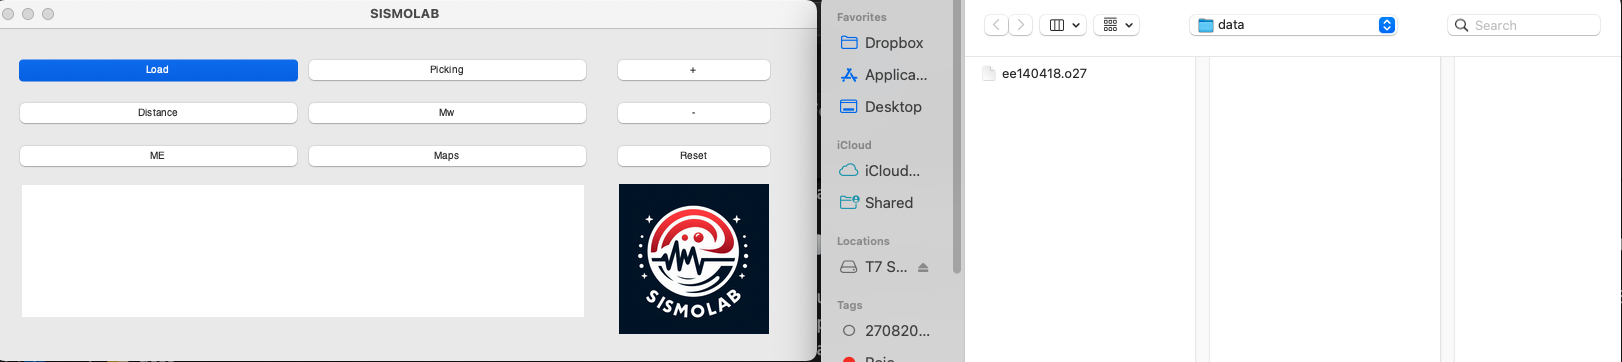 SISMOLAB
Load
Picking
+
Distance
Mw
-
ME
Maps
Reset
SISMOLAB
Favorites
Dropbox
Applica...
Desktop
iCloud
iCloud...
Shared
Locations
T7 S...
Tags
270820...
data
Search
ee140418.o27